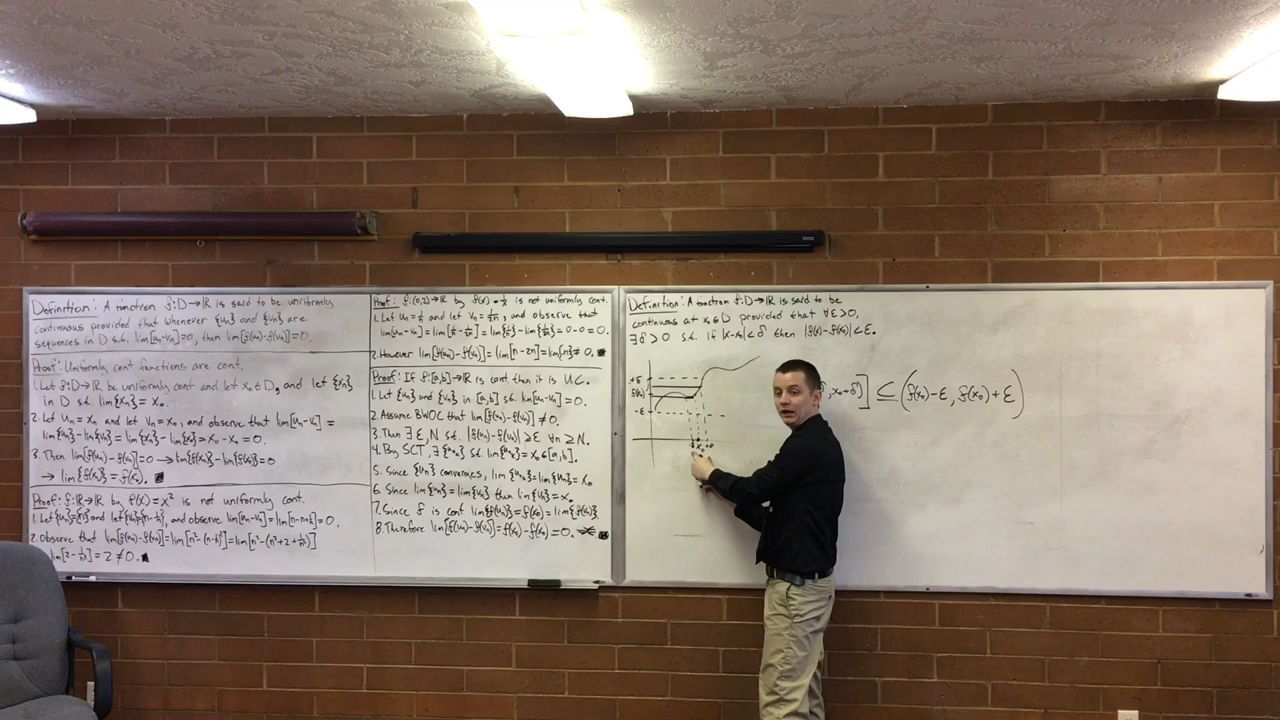 Definition: A function f:D→ℝ is said to be uniformly
continuous provided that whenever {uₙ} and {vₙ} are
sequences in D s.t. lim[uₙ-vₙ]=0, then lim[f(uₙ)-f(vₙ)]=0.
Proof: Uniformly cont functions are cont.
1. Let f:D→ℝ be uniformly cont and let x₀∈D, and let {xₙ}
in D s.t. lim{xₙ}=x₀.
2. Let uₙ=xₙ and let vₙ=x₀, and observe that lim[uₙ-vₙ]=
lim{uₙ}-lim{vₙ}=lim{xₙ}-lim{x₀}=x₀-x₀=0.
3. Then lim[f(uₙ)-f(vₙ)]=0→lim{f(xₙ)}-lim{f(x₀)}=0
→ lim{f(xₙ)}=f(x₀).
Proof: f:ℝ→ℝ by f(x)=x² is not uniformly cont.
1. Let {uₙ}={n} and let {vₙ}={n-1/n}, and observe lim[uₙ-vₙ]=lim[n-n+1/n]=0.
2. Observe that lim[f(uₙ)-f(vₙ)]=lim[n²-(n-1/n)²]=lim[n²-(n²+2+1/n²)]
lim[2-1/n²]=2≠0.
Proof: f:(0,2)→ℝ by f(x)=1/x is not uniformly cont.
1. Let uₙ=1/n and let vₙ=1/2n, and observe that
lim[uₙ-vₙ]=lim[1/n-1/2n]=lim{1/n}-lim{1/2n}=0-0=0.
2. However lim[f(uₙ)-f(vₙ)]=lim[n-2n]=lim{n}≠0.
Proof: If f:[a,b]→ℝ is cont then it is U.C.
1. Let {uₙ} and {vₙ} in [a,b] s.t. lim[uₙ-vₙ]=0.
2. Assume BWOC that lim[f(uₙ)-f(vₙ)]≠0.
3. Then ∃ ε, N s.t. |f(uₙ)-f(vₙ)|≥ε ∀n≥N.
4. By SCT, ∃ s.t. =x₀∈[a,b].
5. Since {uₙ} converges, lim =x₀
6. Since lim{uₙ}=lim{vₙ} then lim{vₙ}=x₀
7. Since f is cont lim{f(uₙ)}=f(x₀)=lim{f(vₙ)}
8. Therefore lim[f(uₙ)-f(vₙ)]=f(x₀)-f(x₀)=0.
Definition: A function f:D→ℝ is said to be
continuous at x₀∈D provided that ∀ε>0,
∃δ>0 s.t. if |x-x₀|<δ then |f(x)-f(x₀)|<ε.
+ε
f(x₀)
-ε
,x₀+δ)] ⊆ (f(x₀)-ε, f(x₀)+ε)